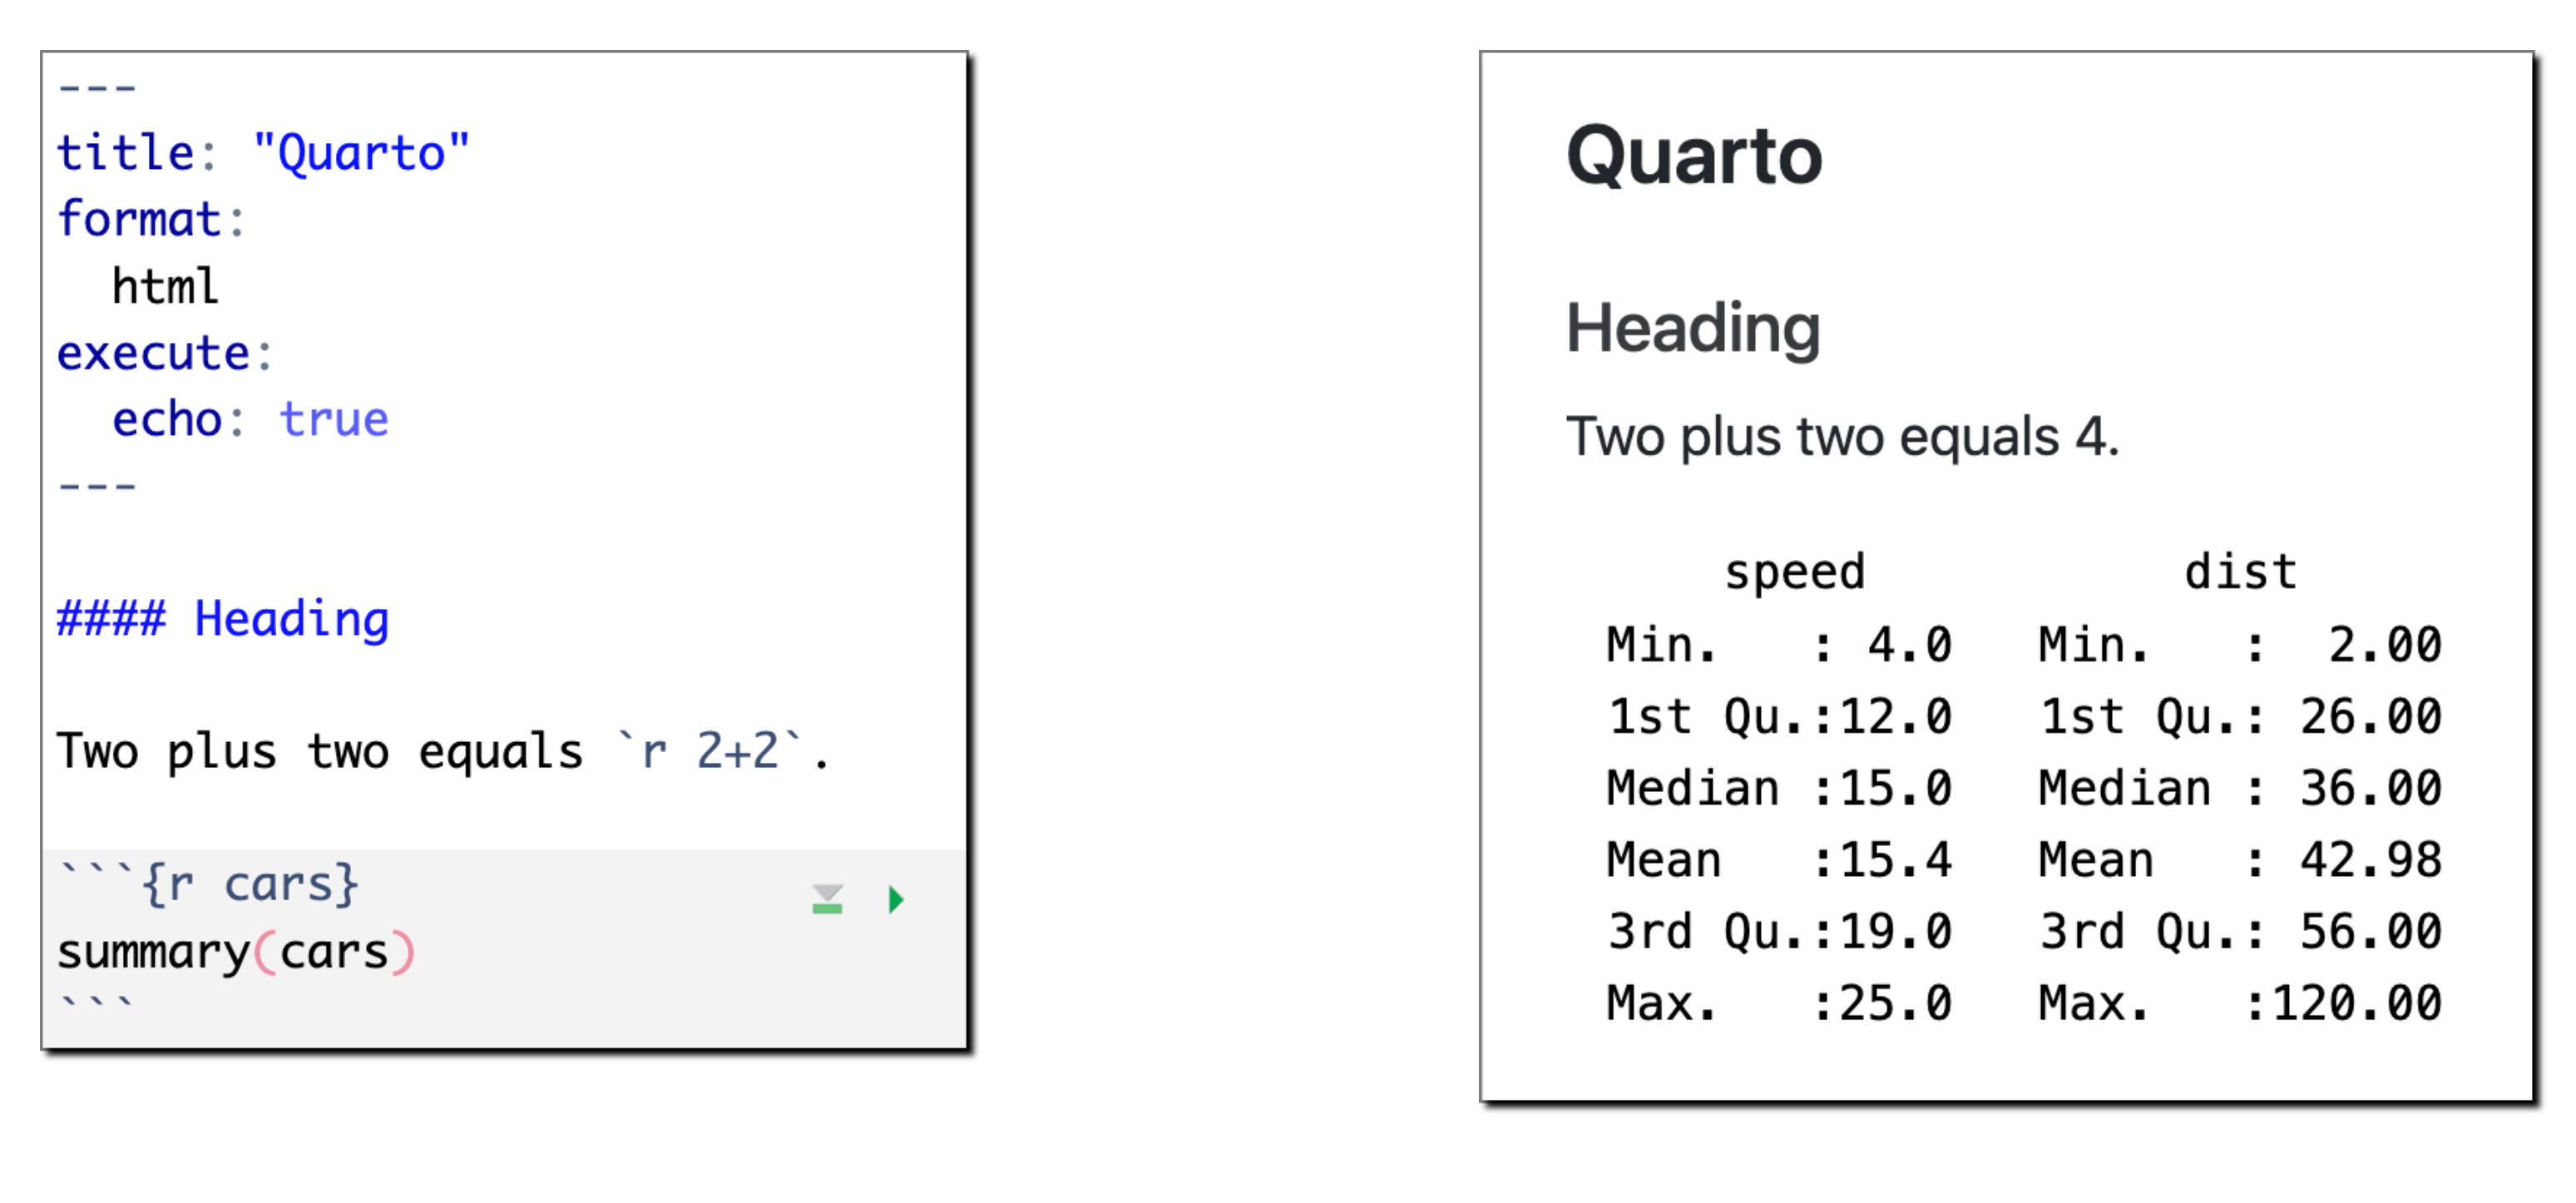 ---
title: "Quarto"
format:
  html
execute:
  echo: true
---

#### Heading

Two plus two equals `r 2+2`.

```{r cars}
summary(cars)
```

Quarto
Heading
Two plus two equals 4.
     speed           dist
 Min.   : 4.0   Min.   :  2.00
 1st Qu.:12.0   1st Qu.: 26.00
 Median :15.0   Median : 36.00
 Mean   :15.4   Mean   : 42.98
 3rd Qu.:19.0   3rd Qu.: 56.00
 Max.   :25.0   Max.   :120.00